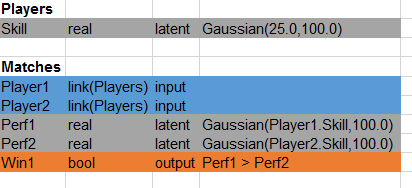 Players
Skill real latent Gaussian(25.0,100.0)
Matches
Player1 link(Players) input
Player2 link(Players) input
Perf1 real latent Gaussian(Player1.Skill,100.0)
Perf2 real latent Gaussian(Player2.Skill,100.0)
Win1 bool output Perf1 > Perf2